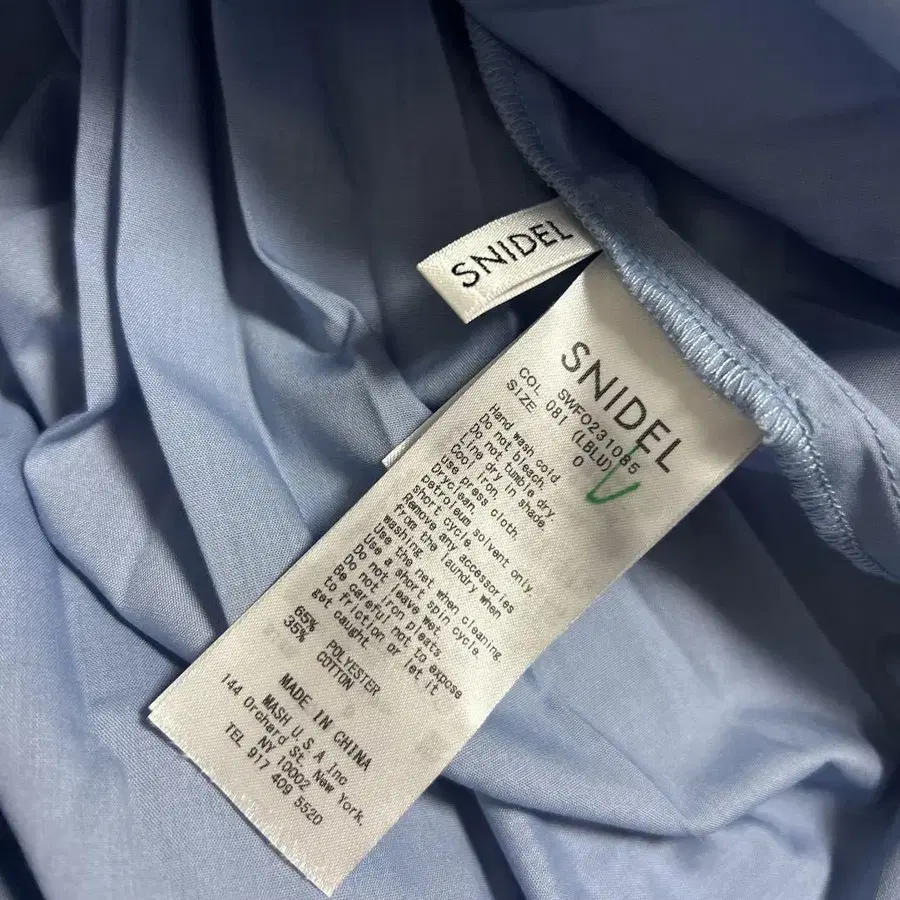 SNIDEL
SNIDEL
SWFO231085
COL 081 (LBLU)
SIZE 0
Hand wash cold.
Do not bleach.
Do not tumble dry.
Line dry in shade.
Cool iron.
use press cloth.
Dryclean.
petroleum solvent only.
short cycle.
Remove any accessories
from the laundry when
washing.
Use the net when cleaning.
Use a short spin cycle
Do not leave wet.
Do not iron pleats.
Be careful not to expose
to friction or let it
get caught.
65% POLYESTER
35% COTTON
MADE IN CHINA
MASH U.S.A Inc.
144 Orchard St. New York,
NY 10002
TEL 917 409 5520